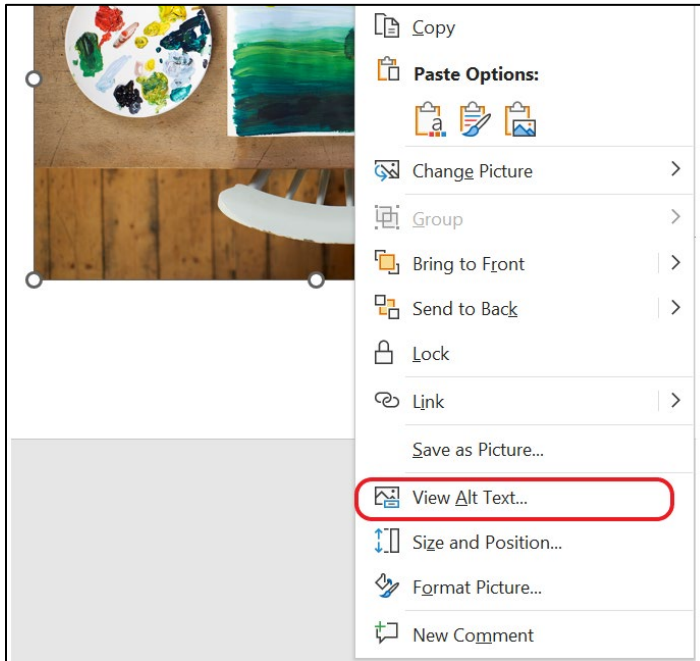 Copy
Paste Options:
a
Change Picture
Group
Bring to Front
Send to Back
Lock
Link
Save as Picture...
View Alt Text...
Size and Position...
Format Picture...
New Comment